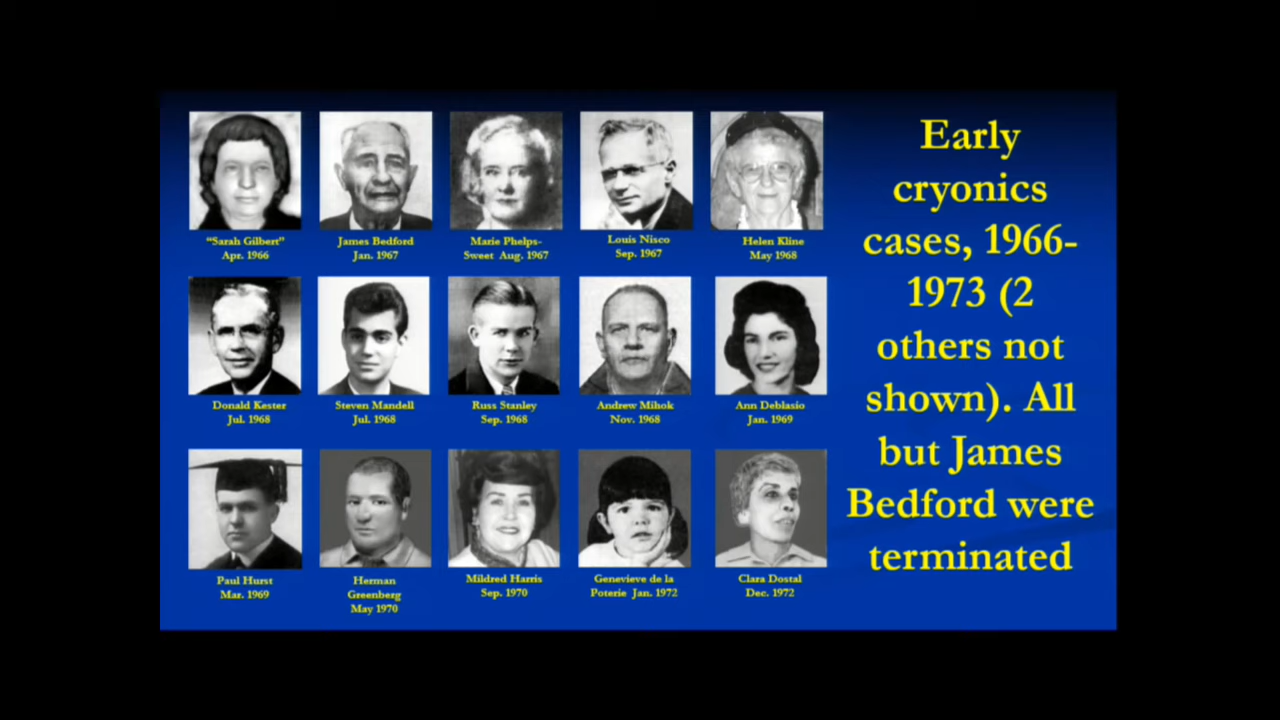 "Sarah Gilbert"
Apr. 1966
James Bedford
Jan. 1967
Marie Phelps-
Sweet Aug. 1967
Louis Nisco
Sep. 1967
Helen Kline
May 1968
Donald Kester
Jul. 1968
Steven Mandell
Jul. 1968
Russ Stanley
Sep. 1968
Andrew Mihok
Nov. 1968
Ann Deblasio
Jan. 1969
Paul Hurst
Mar. 1969
Herman
Greenberg
May 1970
Mildred Harris
Sep. 1970
Genevieve de la
Poterie Jan. 1972
Clara Dostal
Dec. 1972
Early
cryonics
cases, 1966-
1973 (2
others not
shown). All
but James
Bedford were
terminated